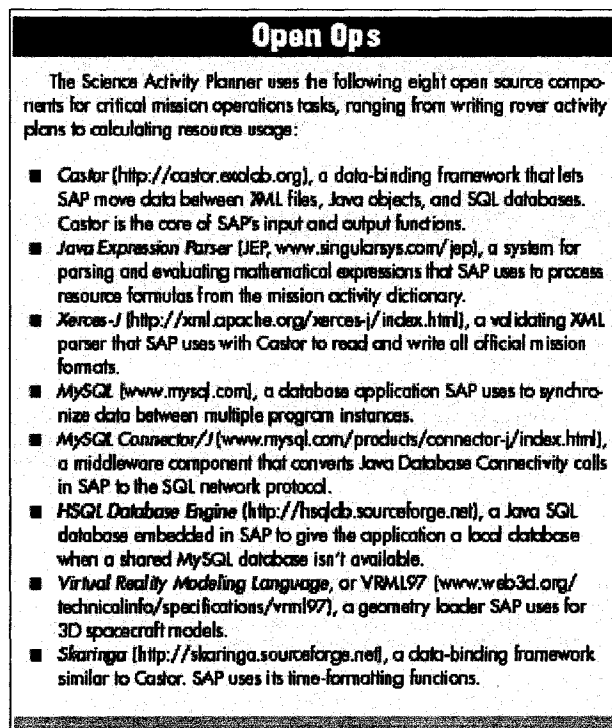 Open Ops
The Science Activity Planner uses the following eight open source compo-
nents for critical mission operations tasks, ranging from writing rover activity
plans to calculating resource usage:
■ Castor (http://castor.exolab.org), a data-binding framework that lets
SAP move data between XML files, Java objects, and SQL databases.
Castor is the core of SAP's input and output functions.
■ Java Expression Parser (JEP, www.singularsys.com/jep), a system for
parsing and evaluating mathematical expressions that SAP uses to process
resource formulas from the mission activity dictionary.
■ Xerces-J (http://xml.apache.org/xerces-j/index.html), a validating XML
parser that SAP uses with Castor to read and write all official mission
formats.
■ MySQL (www.mysql.com), a database application SAP uses to synchro-
nize data between multiple program instances.
■ MySQL Connector/J (www.mysql.com/products/connector-j/index.html),
a middleware component that converts Java Database Connectivity calls
in SAP to the SQL network protocol.
■ HSQL Database Engine (http://hsqldb.sourceforge.net), a Java SQL
database embedded in SAP to give the application a local database
when a shared MySQL database isn't available.
■ Virtual Reality Modeling Language, or VRML97 (www.web3d.org/
technicalinfo/specifications/vrml97), a geometry loader SAP uses for
3D spacecraft models.
■ Skaringa (http://skaringa.sourceforge.net), a data-binding framework
similar to Castor. SAP uses its time-formatting functions.